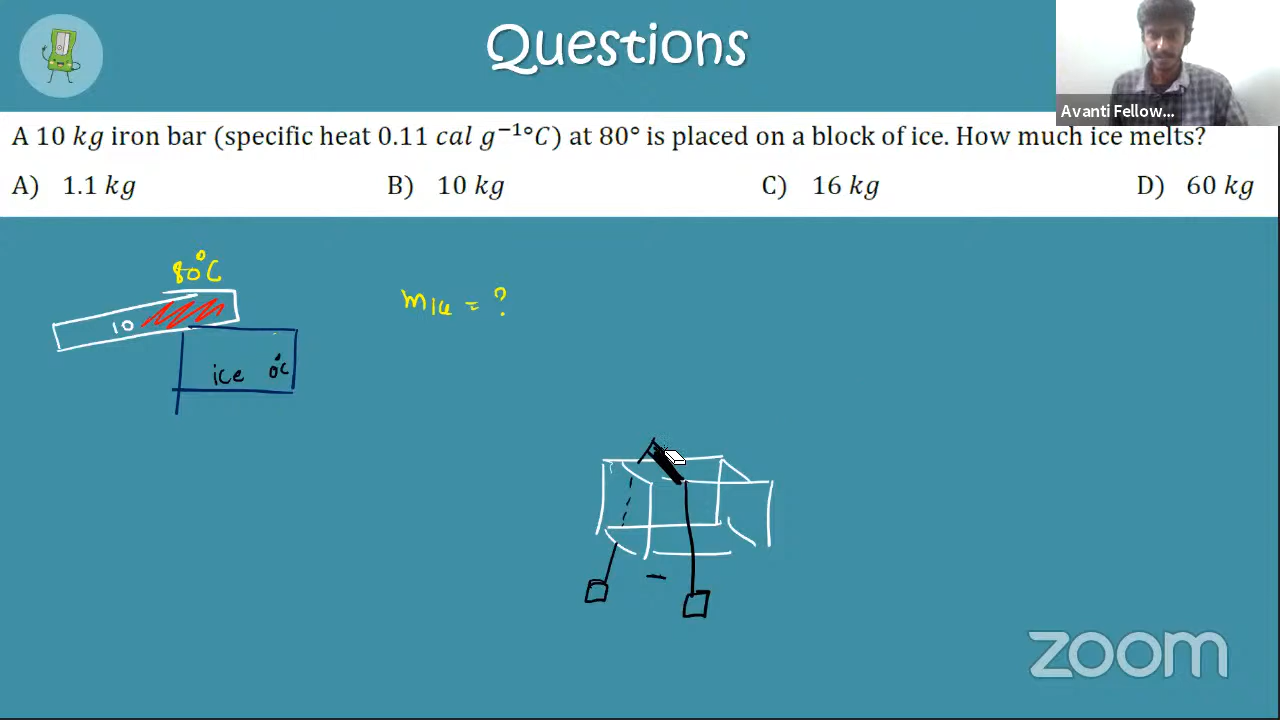 Questions
Avanti Fellow...
A 10 kg iron bar (specific heat 0.11 cal g⁻¹°C) at 80° is placed on a block of ice. How much ice melts?
A) 1.1 kg B) 10 kg C) 16 kg D) 60 kg
80°C
10
ice 0°C
mice = ?
zoom